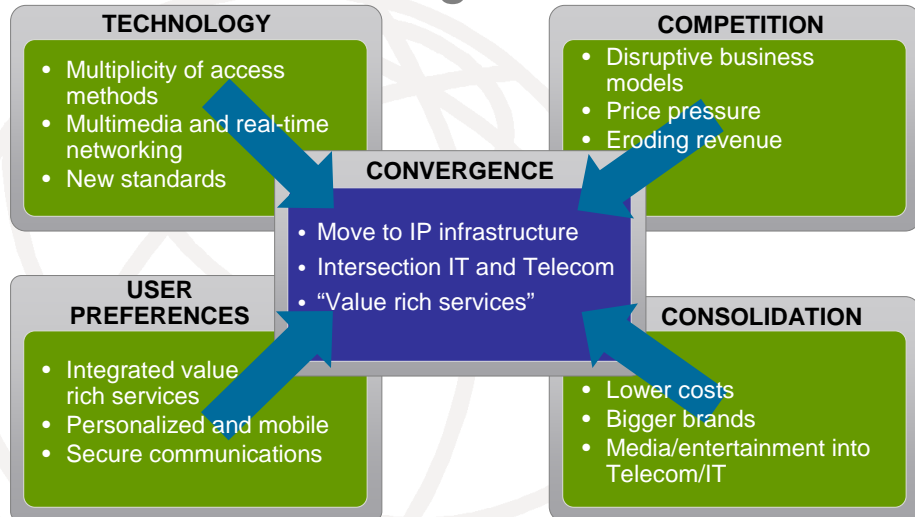 TECHNOLOGY
• Multiplicity of access
methods
• Multimedia and real-time
networking
• New standards
COMPETITION
• Disruptive business
models
• Price pressure
• Eroding revenue
CONVERGENCE
• Move to IP infrastructure
• Intersection IT and Telecom
• “Value rich services”
USER
PREFERENCES
• Integrated value
rich services
• Personalized and mobile
• Secure communications
CONSOLIDATION
• Lower costs
• Bigger brands
• Media/entertainment into
Telecom/IT